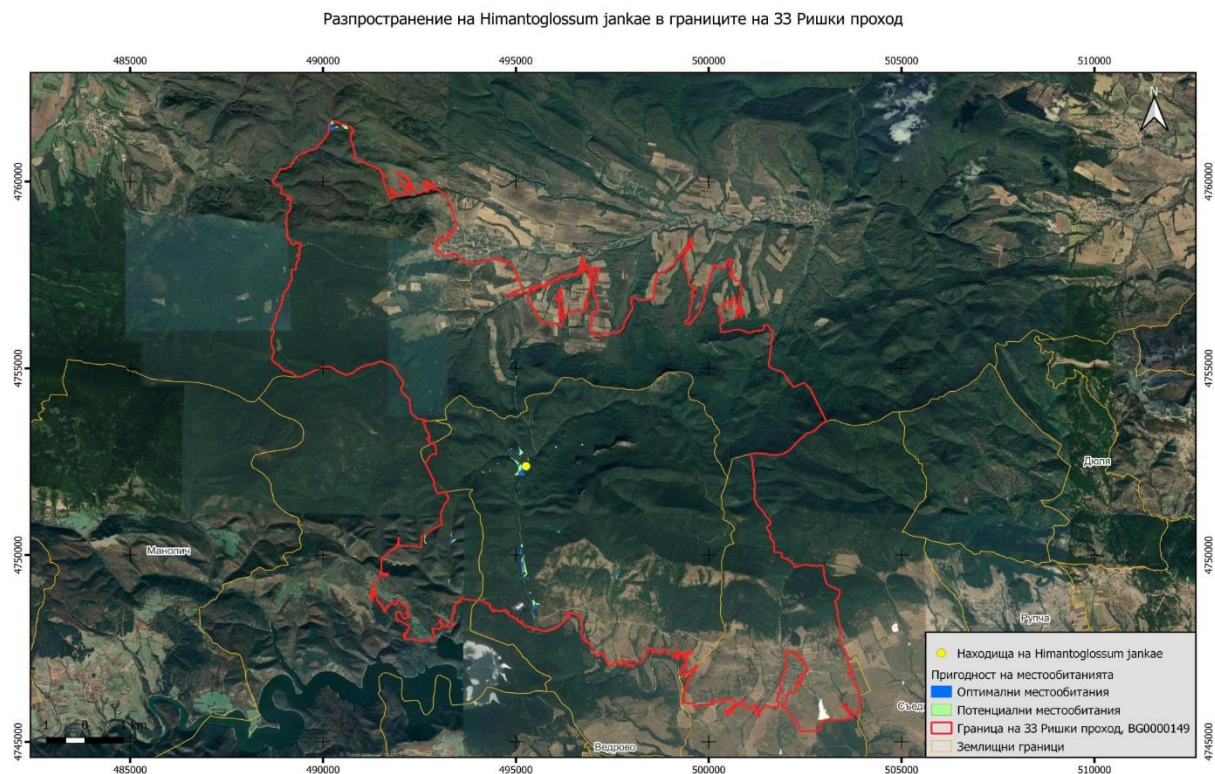 Разпространение на Himantoglossum jankae в границите на ЗЗ Ришки проход
485000 490000 495000 500000 505000 510000
4760000 4760000
4755000 4755000
4750000 4750000
4745000 4745000
N
Дюля
Манолич
Рупча
Ведрово
1 0 1 km
Находища на Himantoglossum jankae
Пригодност на местообитанията
Оптимални местообитания
Потенциални местообитания
Граница на ЗЗ Ришки проход, BG0000149
Землищни граници
485000 490000 495000 500000 505000 510000